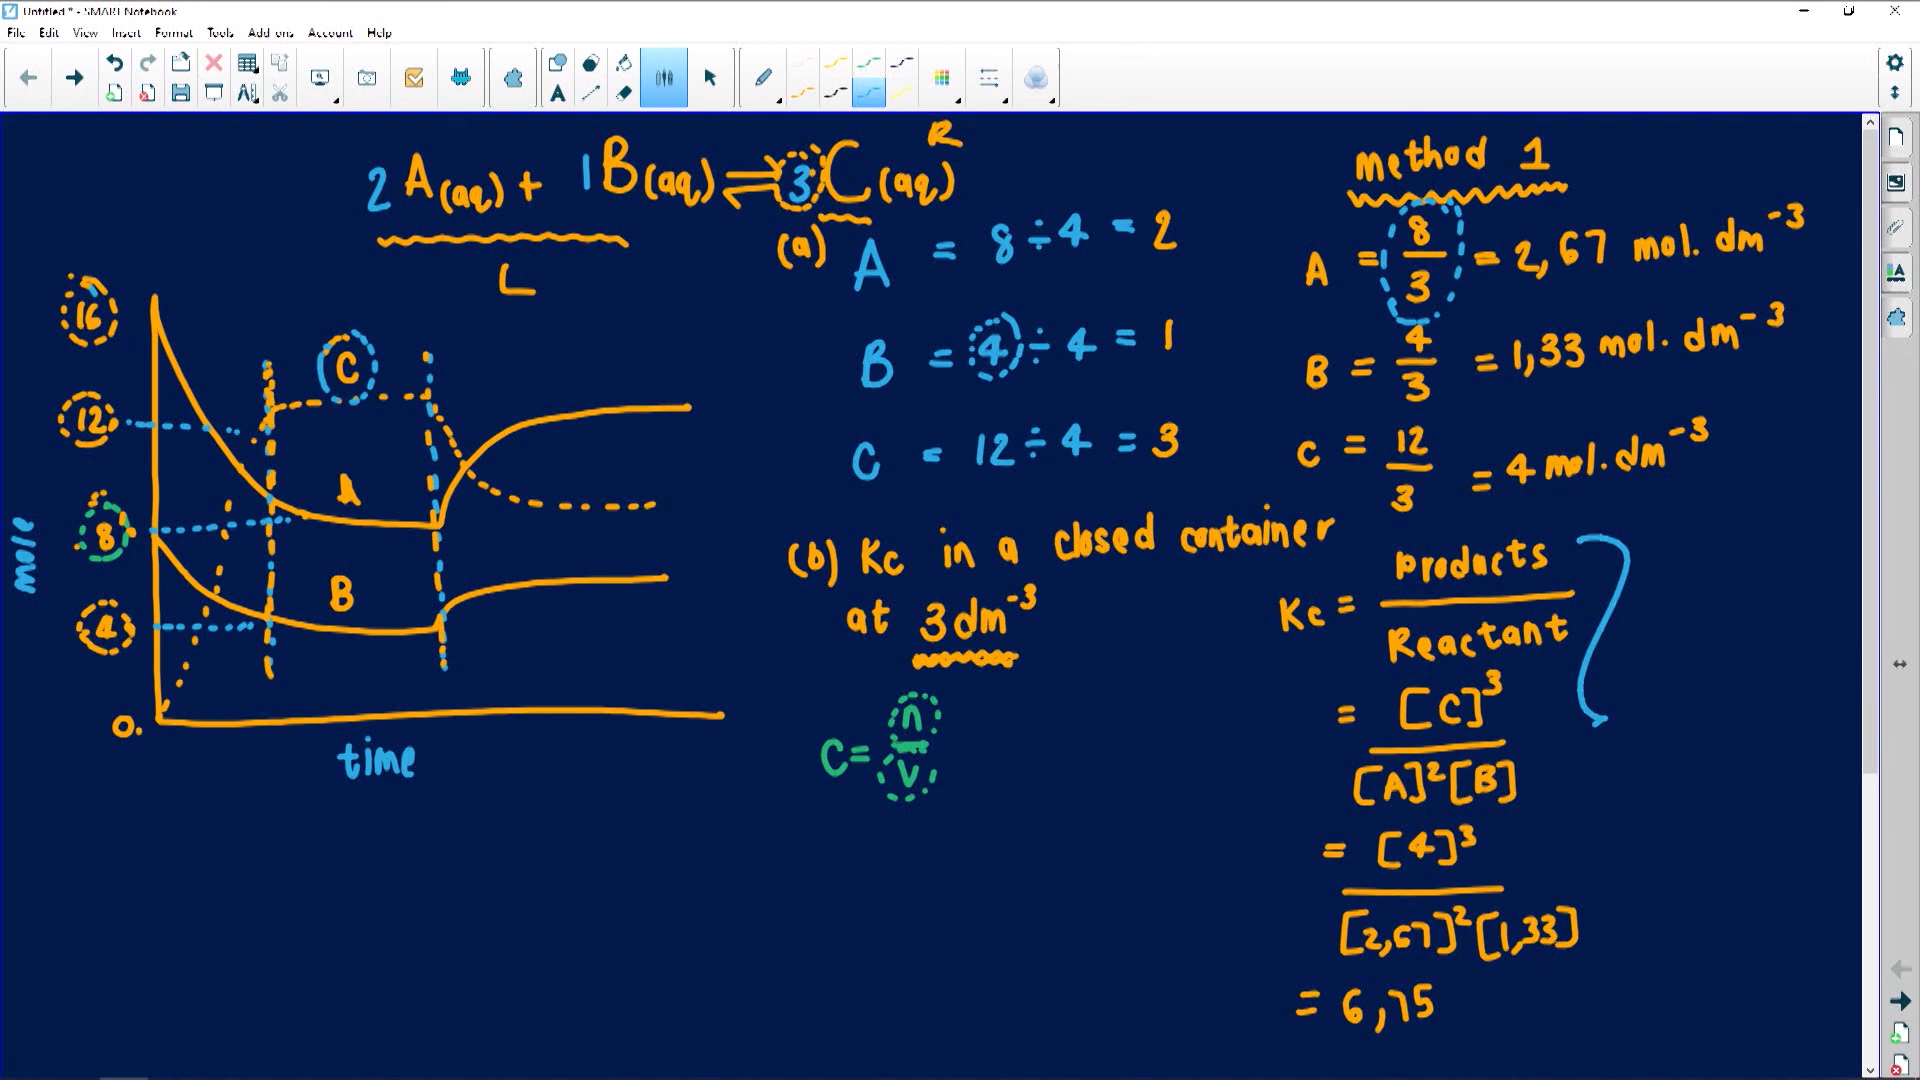 Untitled * - SMART Notebook
File Edit View Insert Format Tools Add-ons Account Help
2 A(aq) + 1 B(aq) ⇌ 3 C(aq)
R
L
16
12
8
4
0.
mole
time
C
A
B
(a) A = 8 ÷ 4 = 2
B = 4 ÷ 4 = 1
C = 12 ÷ 4 = 3
(b) Kc in a closed container
at 3 dm⁻³
C = n/v
method 1
A = 8/3 = 2,67 mol. dm⁻³
B = 4/3 = 1,33 mol. dm⁻³
C = 12/3 = 4 mol. dm⁻³
Kc = products / Reactant
= [C]³ / [A]²[B]
= [4]³ / [2,67]²[1,33]
= 6,75